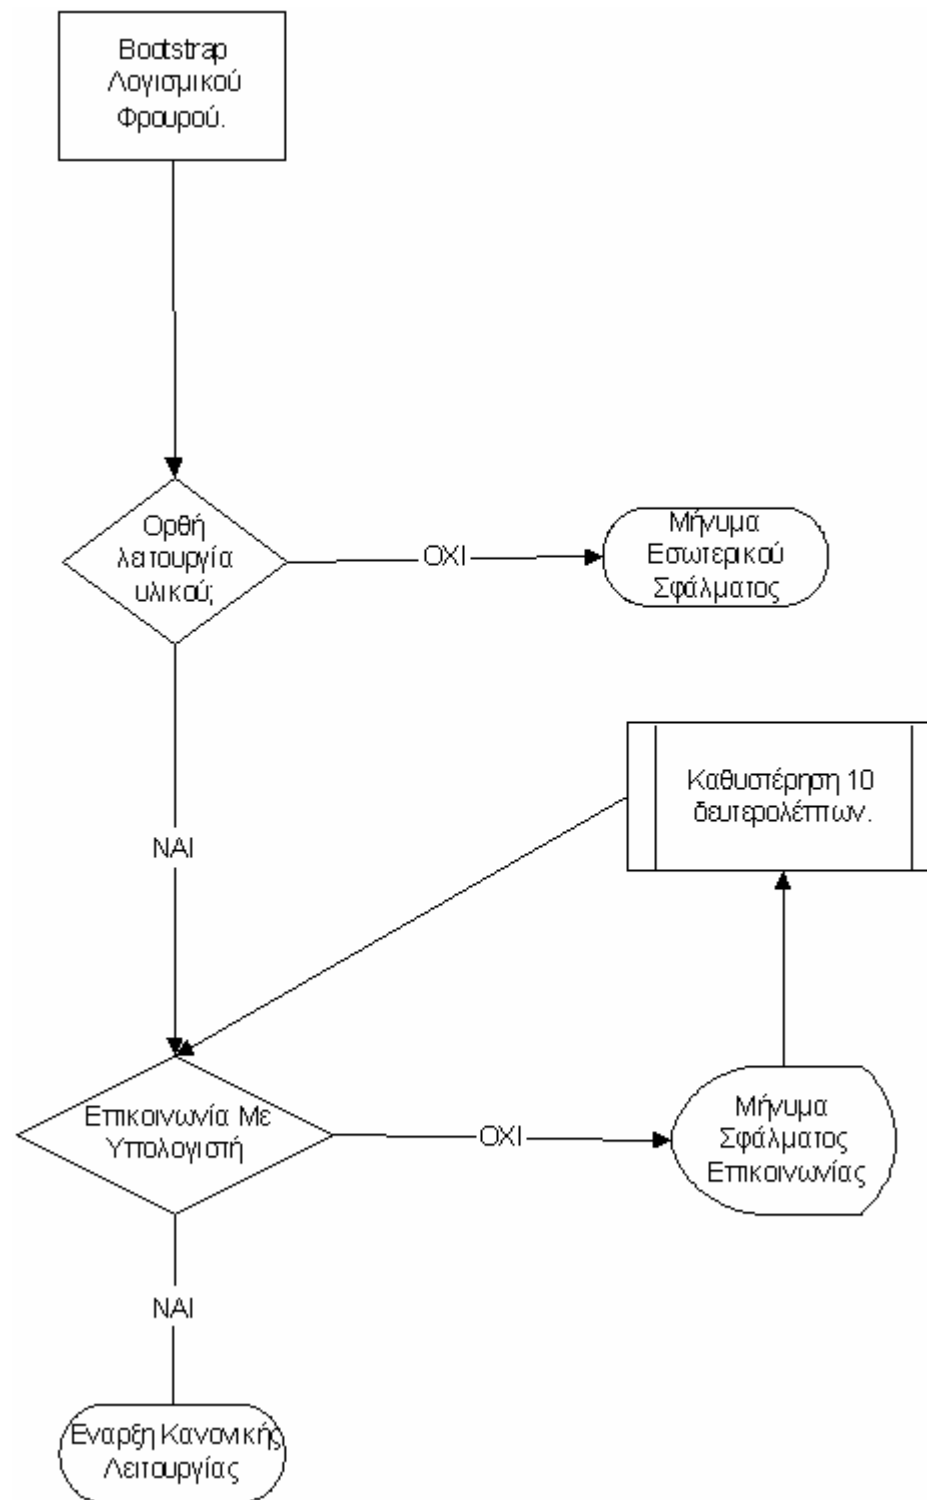 Bootstrap
Λογισμικού
Φρουρού.
Ορθή
λειτουργία
υλικού;
ΟΧΙ
Μήνυμα
Εσωτερικού
Σφάλματος
Καθυστέρηση 10
δευτερολέπτων.
ΝΑΙ
Επικοινωνία Με
Υπολογιστή
ΟΧΙ
Μήνυμα
Σφάλματος
Επικοινωνίας
ΝΑΙ
Εναρξη Κανονικής
Λειτουργίας